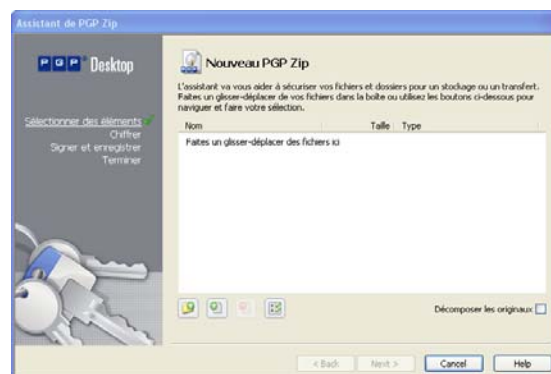 Assistant de PGP Zip
PGP Desktop
Sélectionner des éléments
Chiffrer
Signer et enregistrer
Terminer
Nouveau PGP Zip
L'assistant va vous aider à sécuriser vos fichiers et dossiers pour un stockage ou un transfert.
Faites un glisser-déplacer de vos fichiers dans la boîte ou utilisez les boutons ci-dessous pour
naviguer et faire votre sélection.
Nom Taille Type
Faites un glisser-déplacer des fichiers ici
Décomposer les originaux
< Back Next > Cancel Help